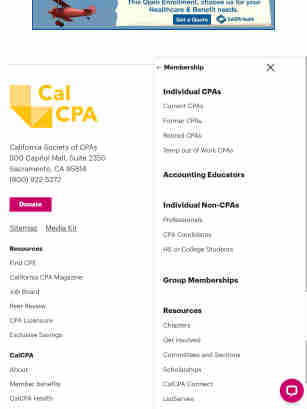 This Open Enrollment, choose us for your
Healthcare & Benefit needs.
Get a Quote
CalCPA Health
Cal
CPA
California Society of CPAs
500 Capitol Mall, Suite 2350
Sacramento, CA 95814
(800) 922-5272
Donate
Sitemap Media Kit
Resources
Find CPE
California CPA Magazine
Job Board
Peer Review
CPA Licensure
Exclusive Savings
CalCPA
About
Member benefits
CalCPA Health
← Membership
Individual CPAs
Current CPAs
Former CPAs
Retired CPAs
Temp out of Work CPAs
Accounting Educators
Individual Non-CPAs
Professionals
CPA Candidates
HS or College Students
Group Memberships
Resources
Chapters
Get Involved
Committees and Sections
Scholarships
CalCPA Connect
ListServes